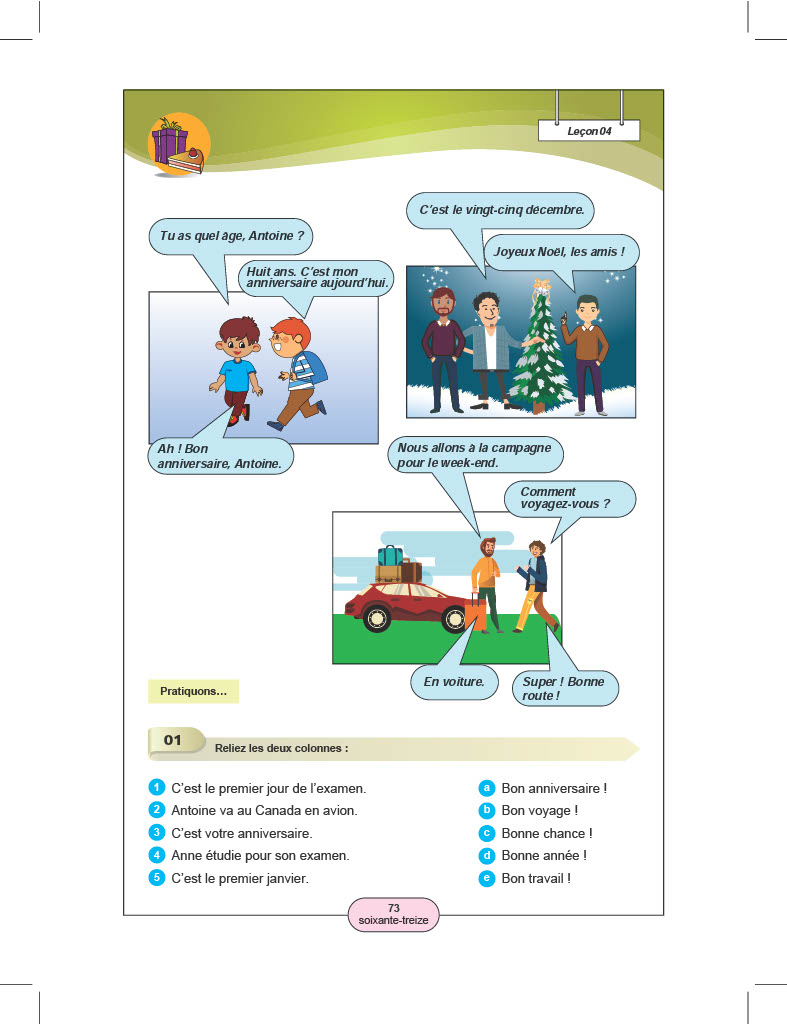 Leçon 04
Tu as quel âge, Antoine ?
Huit ans. C'est mon
anniversaire aujourd'hui.
Ah ! Bon
anniversaire, Antoine.
C'est le vingt-cinq décembre.
Joyeux Noël, les amis !
Nous allons à la campagne
pour le week-end.
Comment
voyagez-vous ?
En voiture.
Super ! Bonne
route !
Pratiquons…
01
Reliez les deux colonnes :
1 C'est le premier jour de l'examen.
2 Antoine va au Canada en avion.
3 C'est votre anniversaire.
4 Anne étudie pour son examen.
5 C'est le premier janvier.
a Bon anniversaire !
b Bon voyage !
c Bonne chance !
d Bonne année !
e Bon travail !
73
soixante-treize